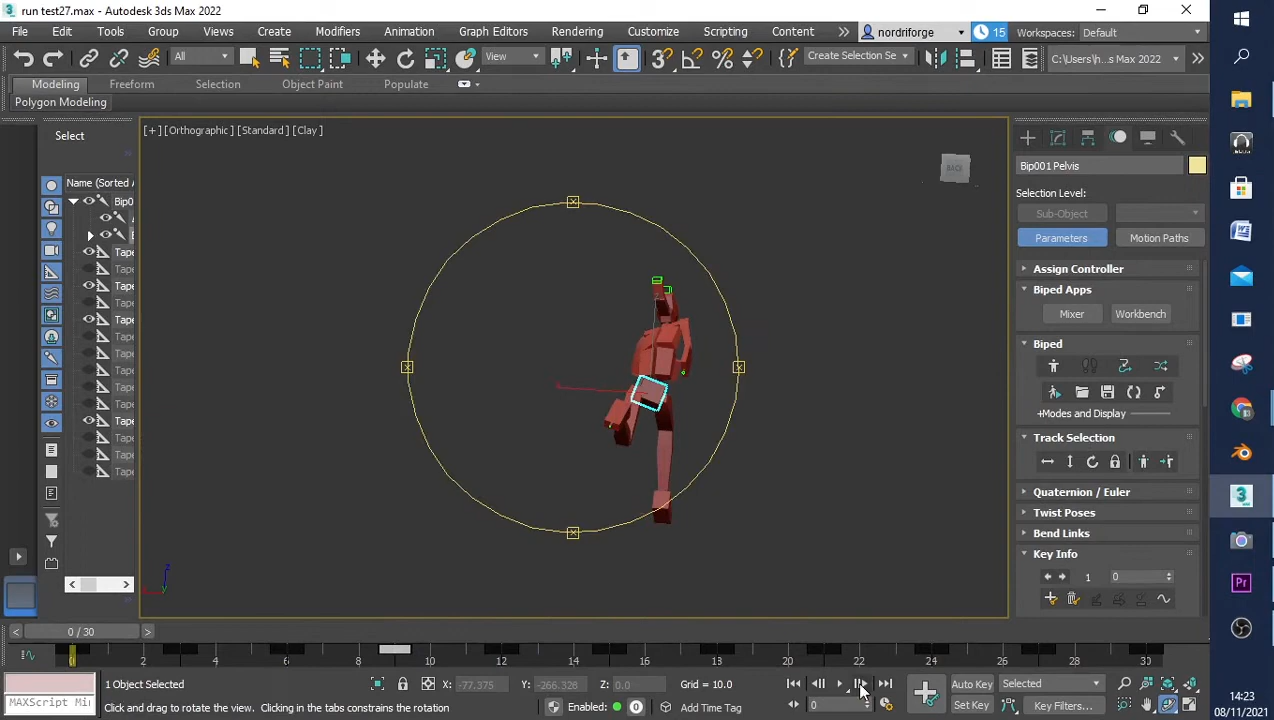 run test27.max - Autodesk 3ds Max 2022
File Edit Tools Group Views Create Modifiers Animation Graph Editors Rendering Customize Scripting Content nordriforge 15 Workspaces: Default
All View Create Selection Se C:\Users\h...s Max 2022
Modeling Freeform Selection Object Paint Populate
Polygon Modeling
Select
Name (Sorted A
Bip0
Tape
Tape
Tape
Tape
Tape
Tape
Tape
Tape
Tape
Tape
Tape
Tape
Tape
Tape
[+] [Orthographic] [Standard] [Clay]
BACK
z
Bip001 Pelvis
Selection Level:
Sub-Object
Parameters Motion Paths
Assign Controller
Biped Apps
Mixer Workbench
Biped
+Modes and Display
Track Selection
Quaternion / Euler
Twist Poses
Bend Links
Key Info
1 0
< 0 / 30 >
2 4 6 8 10 12 14 16 18 20 22 24 26 28 30
1 Object Selected X: -77.375 Y: -266.328 Z: 0.0 Grid = 10.0 Auto Key Selected
MAXScript Mi
Click and drag to rotate the view. Clicking in the tabs constrains the rotation Enabled: 0 Add Time Tag 0 Set Key Key Filters...
W
Pr
14:23
08/11/2021